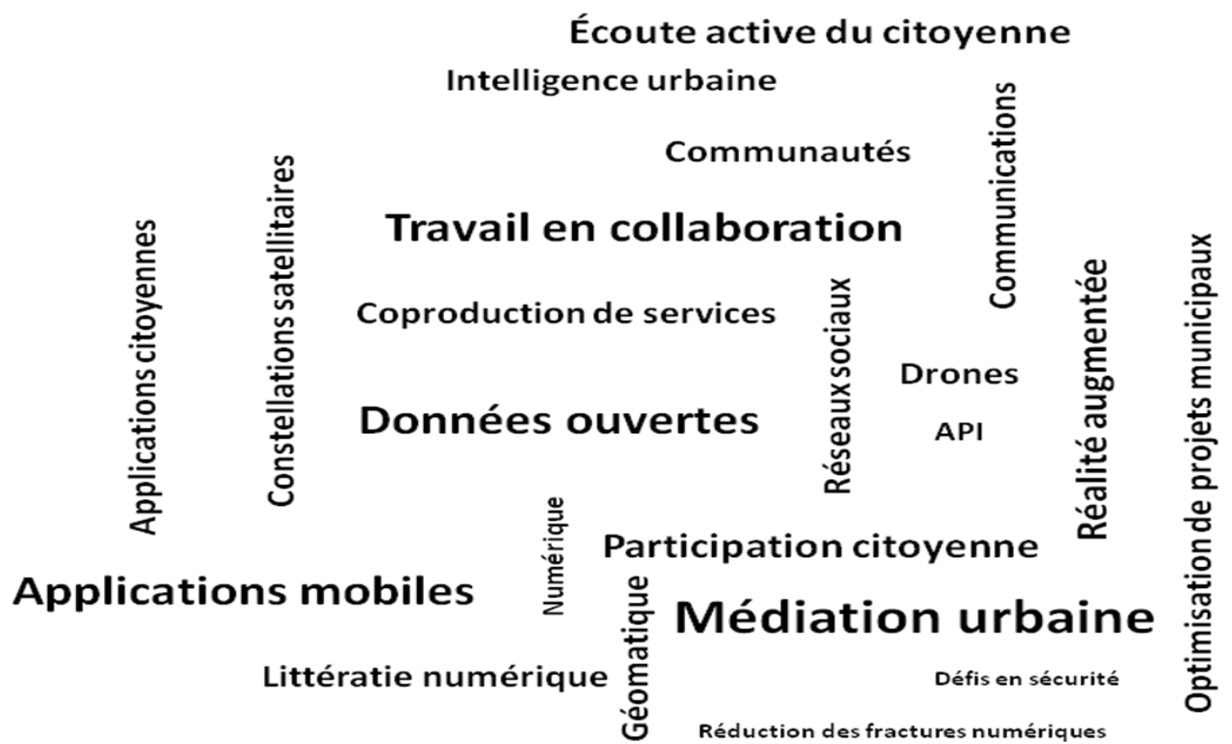 Écoute active du citoyenne
Intelligence urbaine
Communications
Communautés
Constellations satellitaires
Travail en collaboration
Applications citoyennes
Optimisation de projets municipaux
Réalité augmentée
Réseaux sociaux
Coproduction de services
Drones
Données ouvertes
API
Numérique
Participation citoyenne
Applications mobiles
Géomatique
Médiation urbaine
Littératie numérique
Défis en sécurité
Réduction des fractures numériques